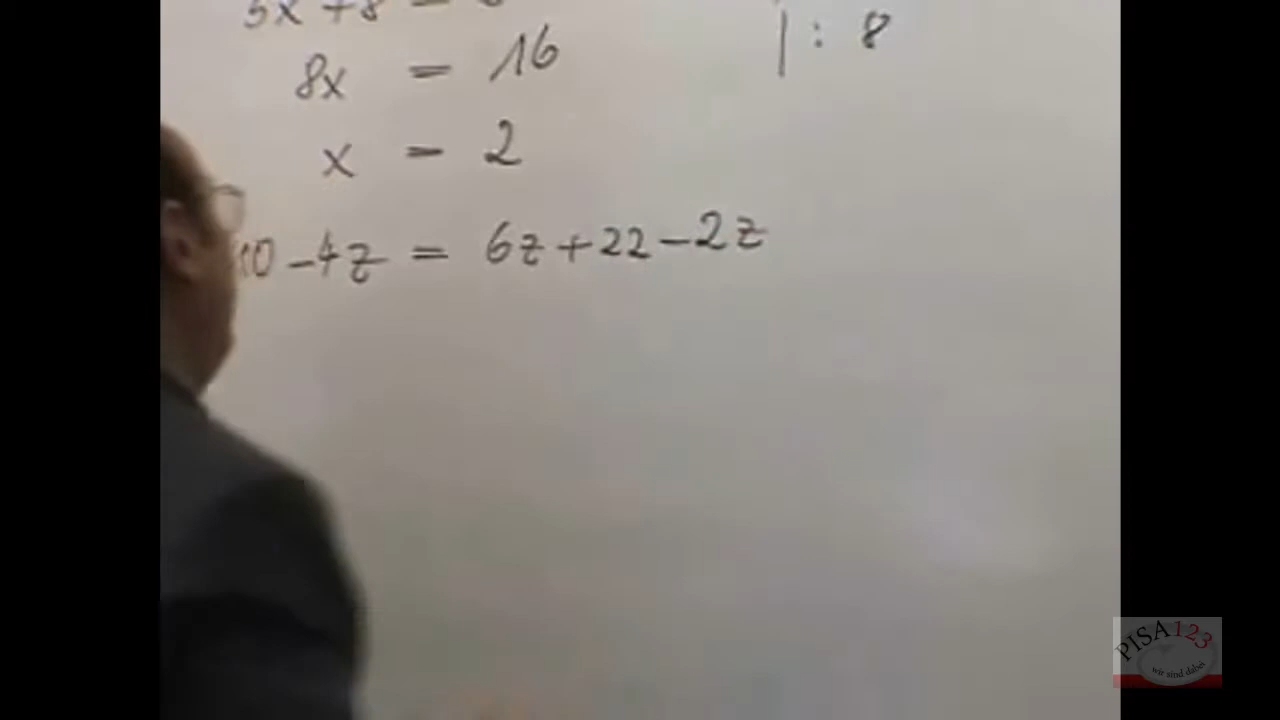 5x + 8 =
8x = 16 | : 8
x = 2
10 - 4z = 6z + 22 - 2z
PISA123
wir sind dabei